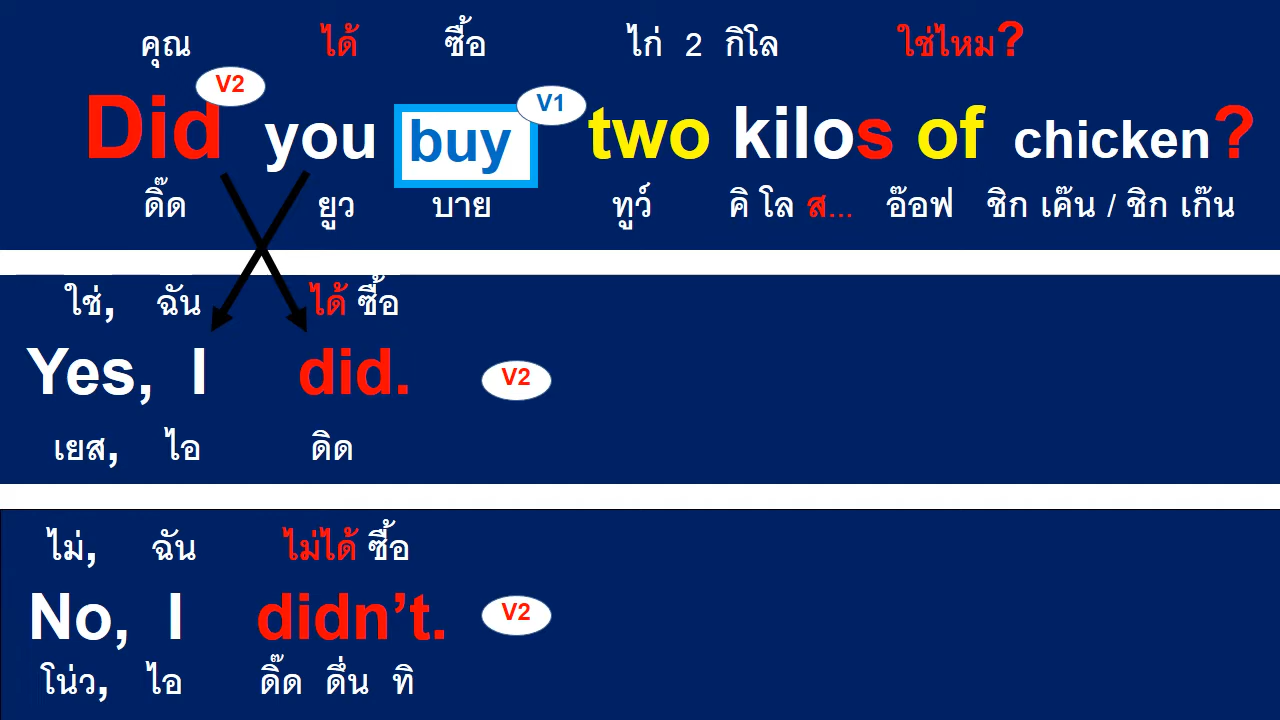 คุณ ได้ ซื้อ ไก่ 2 กิโล ใช่ไหม?
Did V2 you buy V1 two kilos of chicken?
ดิ๊ด ยูว บาย ทูว์ คิ โล ส... อ๊อฟ ชิก เค๊น / ชิก เก๊น
ใช่, ฉัน ได้ ซื้อ
Yes, I did. V2
เยส, ไอ ดิด
ไม่, ฉัน ไม่ได้ ซื้อ
No, I didn’t. V2
โน่ว, ไอ ดิ๊ด ดึ่น ทิ